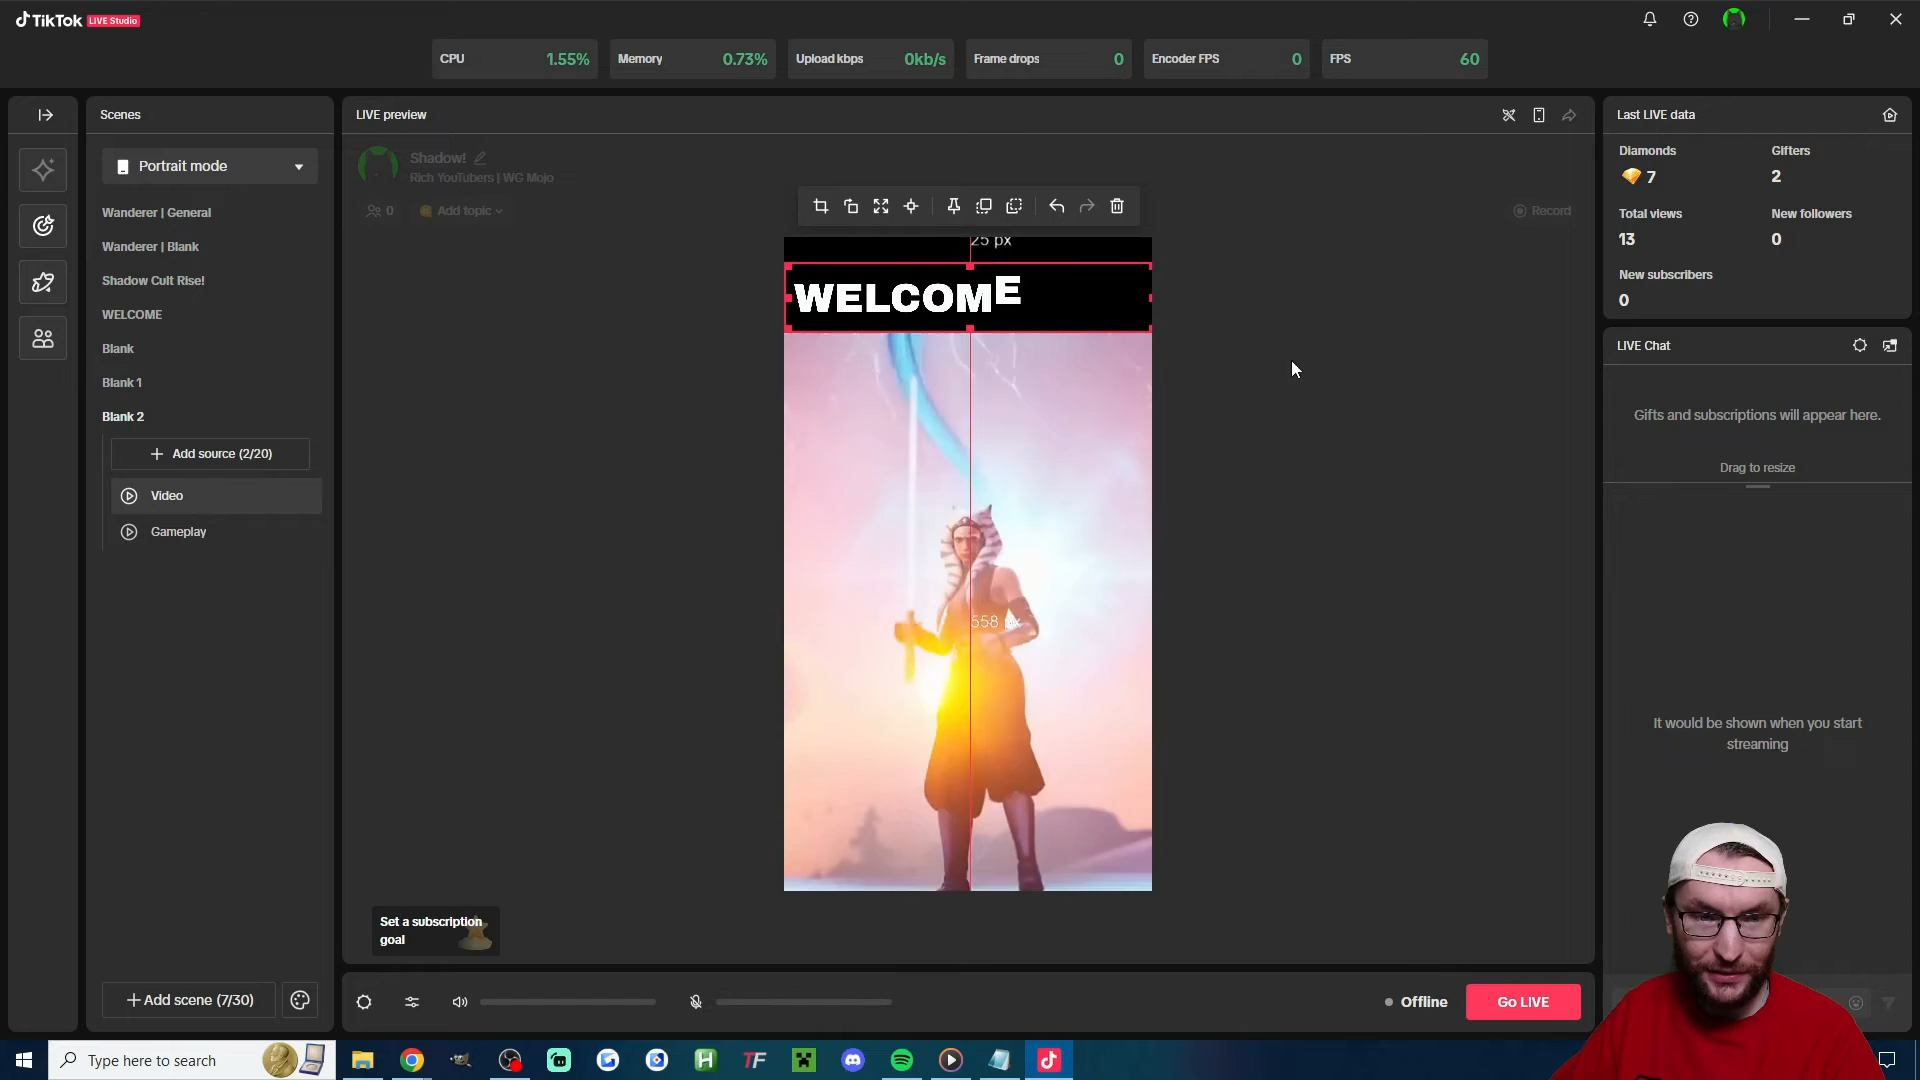 TikTok LIVE Studio
CPU 1.55%
Memory 0.73%
Upload kbps 0kb/s
Frame drops 0
Encoder FPS 0
FPS 60
Scenes
Portrait mode
Wanderer | General
Wanderer | Blank
Shadow Cult Rise!
WELCOME
Blank
Blank 1
Blank 2
+ Add source (2/20)
Video
Gameplay
+ Add scene (7/30)
LIVE preview
Shadow!
Rich YouTubers | WG Mojo
0
Add topic
Record
25 px
WELCOME
558 px
Set a subscription
goal
Offline
Go LIVE
Last LIVE data
Diamonds
7
Gifters
2
Total views
13
New followers
0
New subscribers
0
LIVE Chat
Gifts and subscriptions will appear here.
Drag to resize
It would be shown when you start
streaming
Type here to search
H
TF